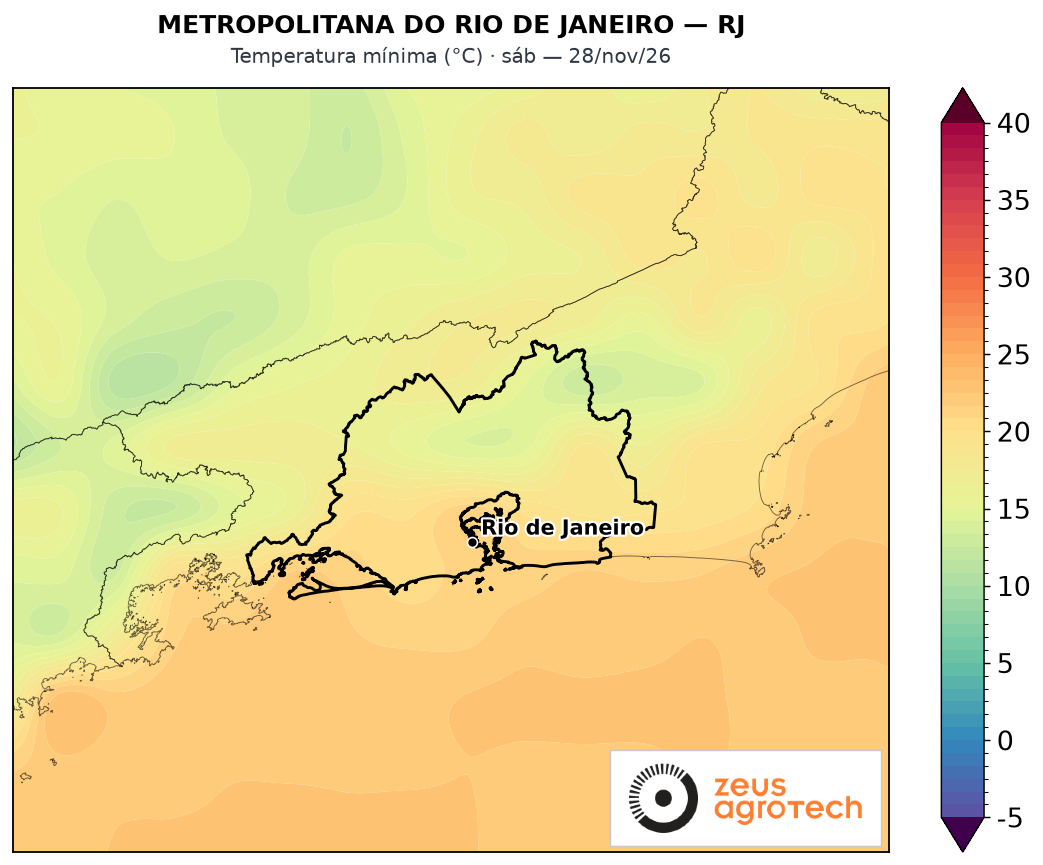 METROPOLITANA DO RIO DE JANEIRO — RJ
Temperatura mínima (°C) · sáb — 28/nov/26
40
35
30
25
20
15
10
5
0
-5
Rio de Janeiro
zeus
agrotech